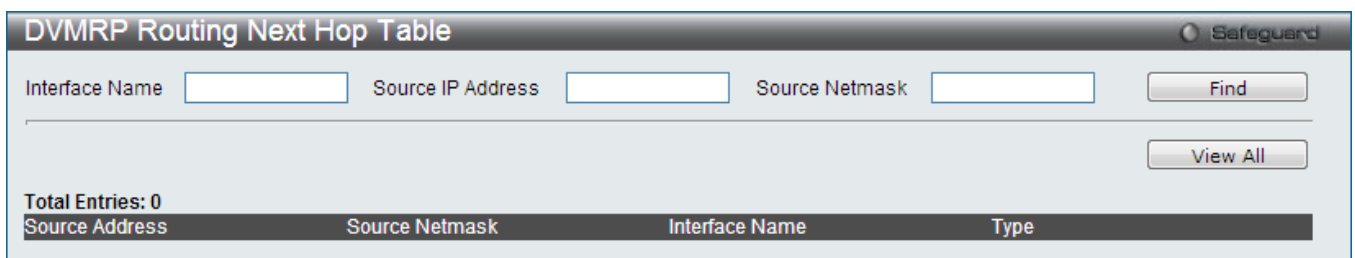 DVMRP Routing Next Hop Table Safeguard
Interface Name Source IP Address Source Netmask Find
View All
Total Entries: 0
Source Address Source Netmask Interface Name Type